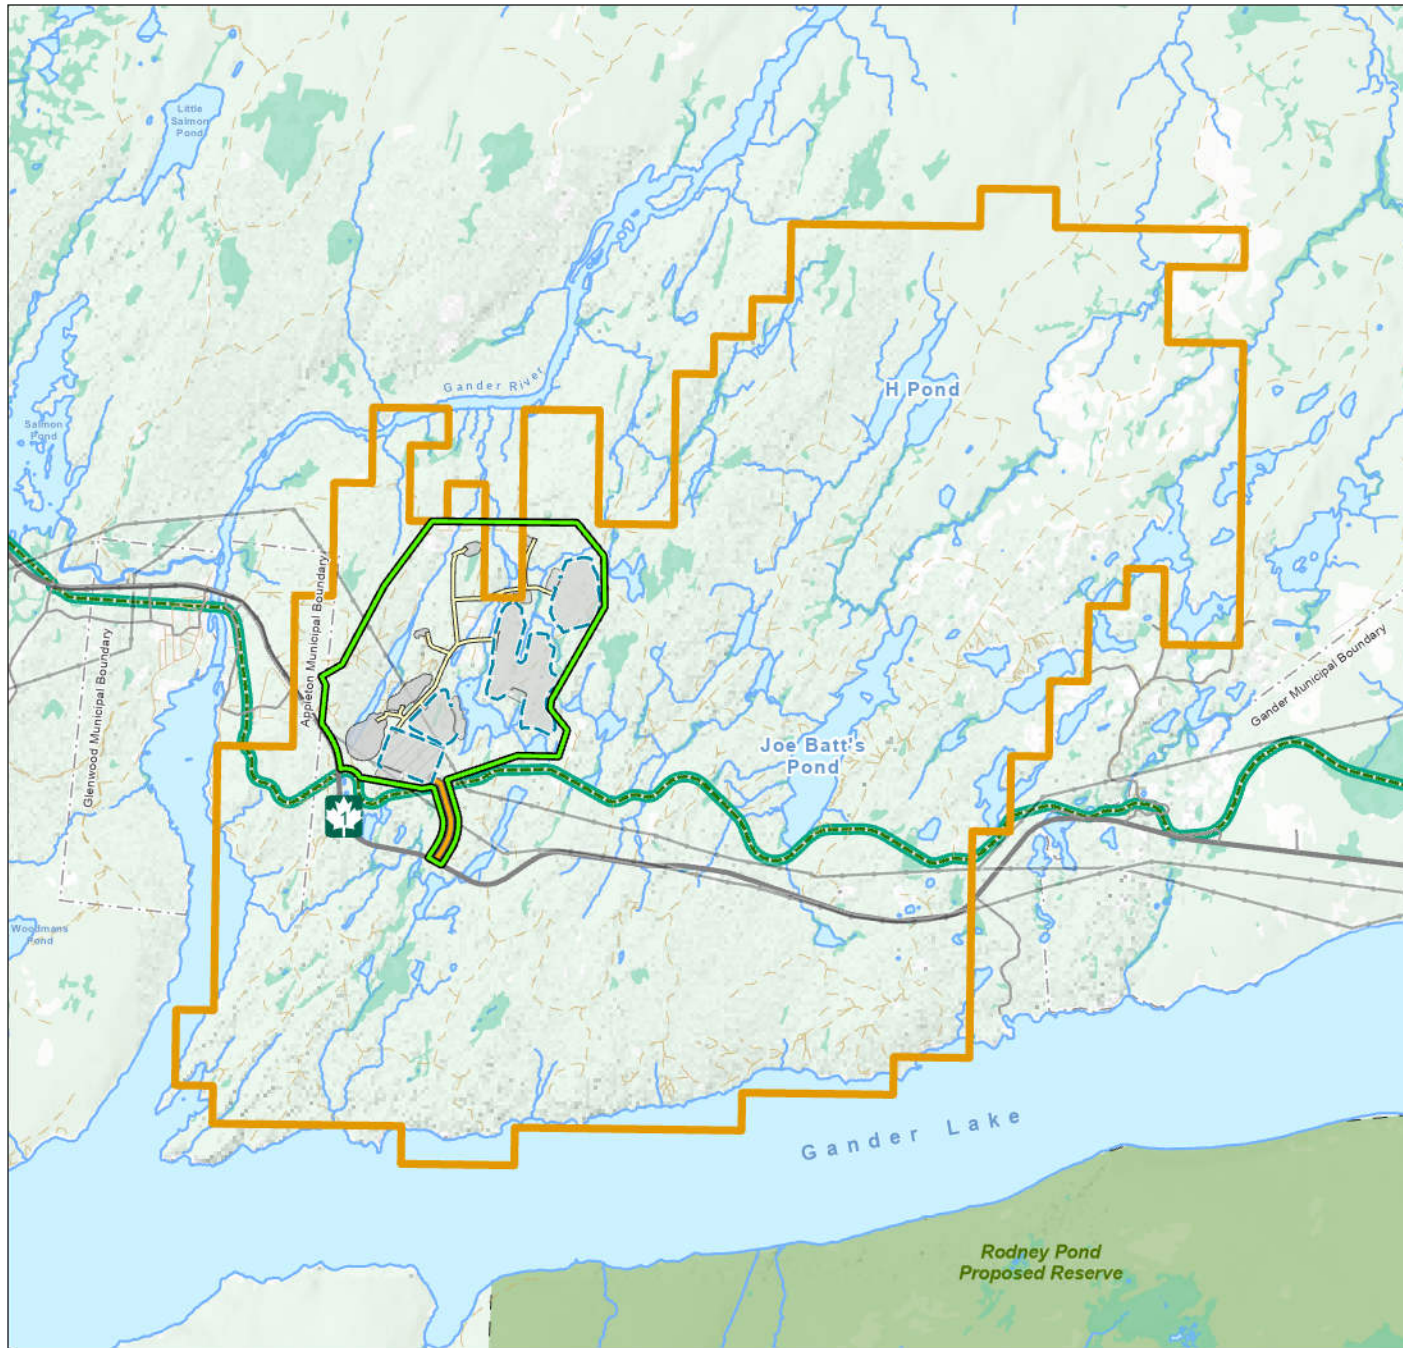 Little
Salmon
Pond
Gander River
H Pond
Salmon
Pond
Appleton Municipal Boundary
Glenwood Municipal Boundary
Gander Municipal Boundary
Joe Batt's
Pond
1
Woodmans
Pond
Gander Lake
Rodney Pond
Proposed Reserve